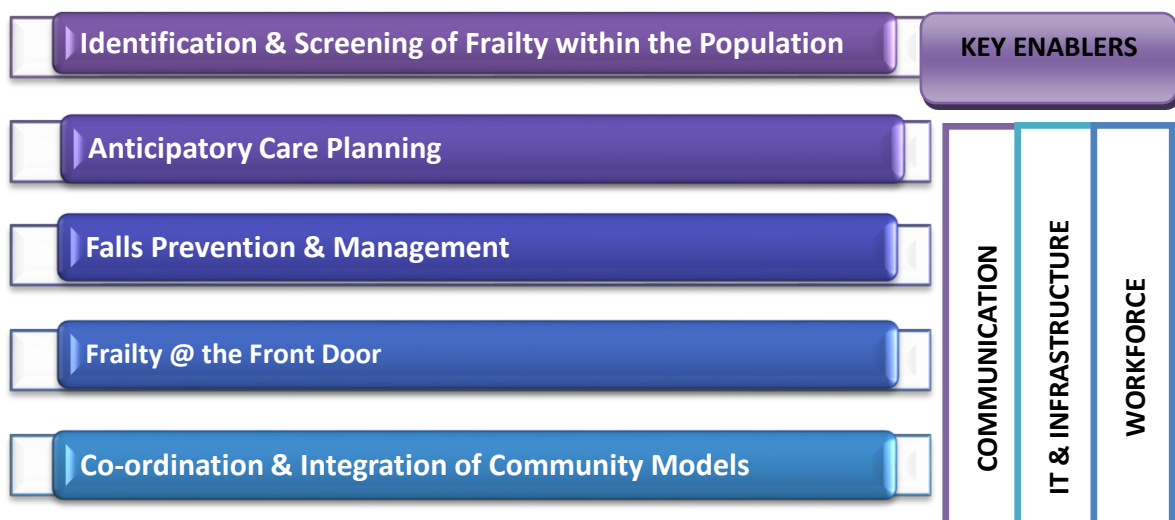 Identification & Screening of Frailty within the Population
KEY ENABLERS
Anticipatory Care Planning
Falls Prevention & Management
Frailty @ the Front Door
Co-ordination & Integration of Community Models
COMMUNICATION
IT & INFRASTRUCTURE
WORKFORCE